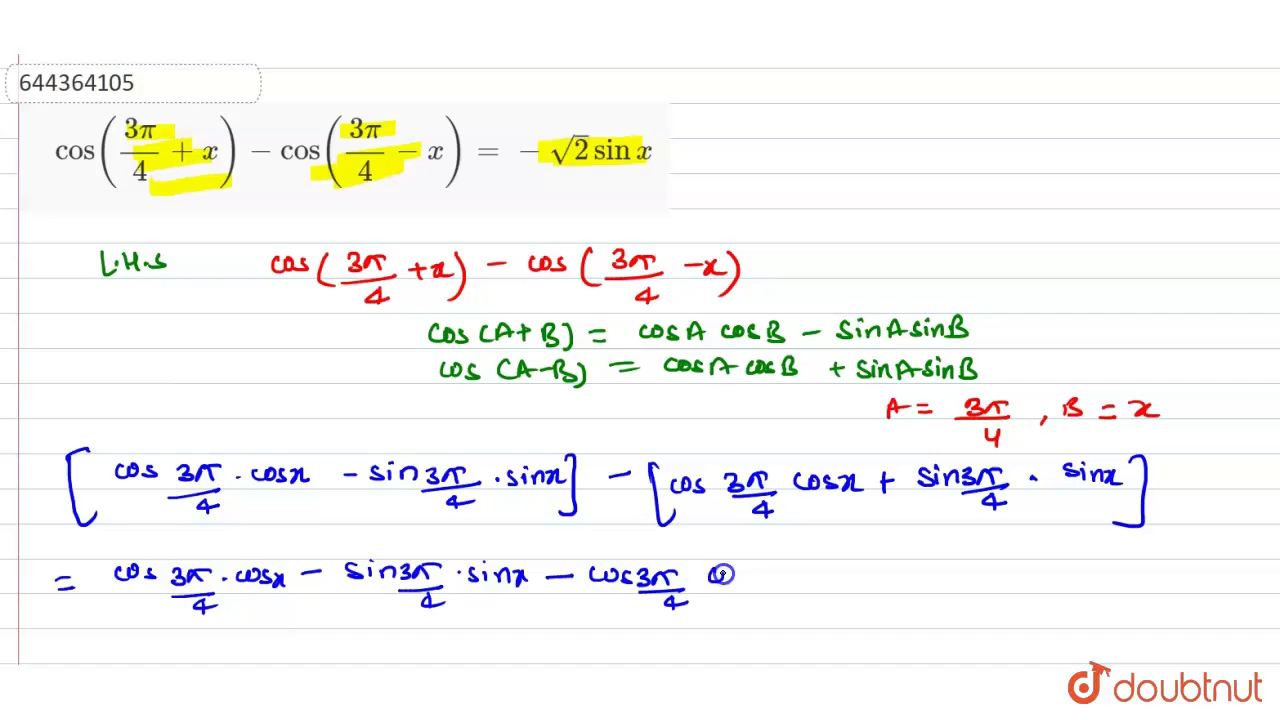 644364105
cos(3π/4 + x) − cos(3π/4 − x) = −√2 sin x
L.H.S cos(3π/4 + x) − cos(3π/4 − x)
cos(A+B) = cosA cosB − sinA sinB
cos(A−B) = cosA cosB + sinA sinB
A = 3π/4 , B = x
[cos 3π/4 · cosx − sin 3π/4 · sinx] − [cos 3π/4 cosx + sin 3π/4 · sinx]
= cos 3π/4 · cosx − sin 3π/4 · sinx − cos 3π/4
doubtnut